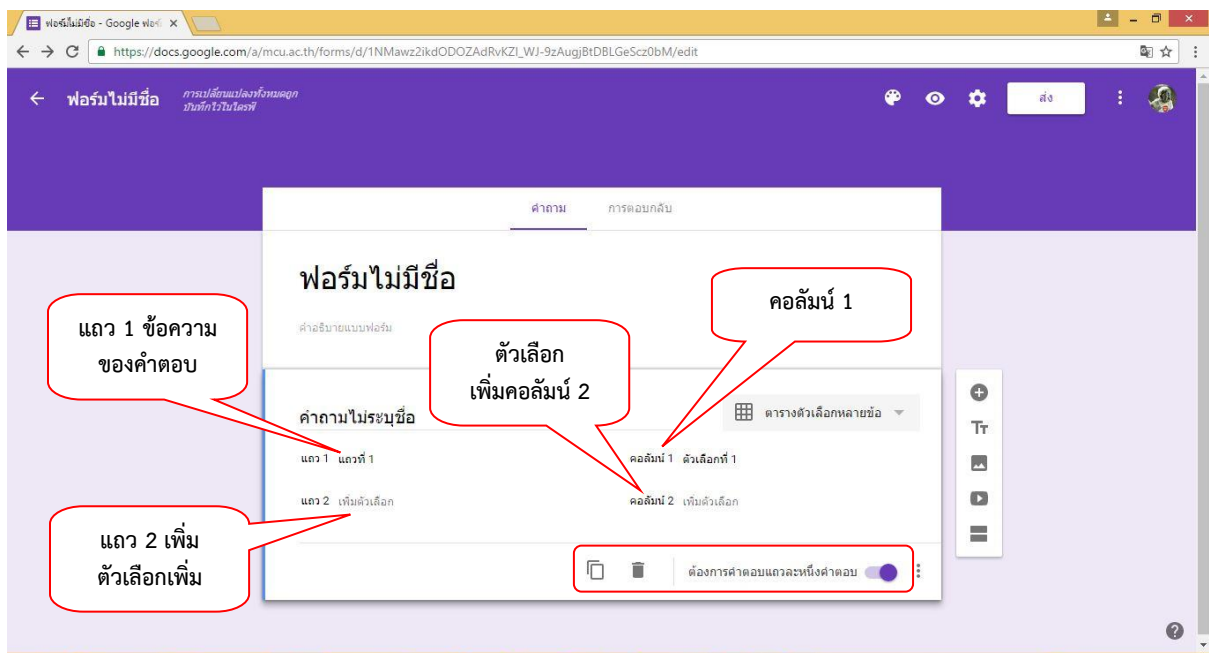 ฟอร์มไม่มีชื่อ - Google ฟอร์
https://docs.google.com/a/mcu.ac.th/forms/d/1NMawz2ikdODOZAdRvKZI_WJ-9zAugjBtDBLGeScz0bM/edit
ฟอร์มไม่มีชื่อ
การเปลี่ยนแปลงทั้งหมดถูก
บันทึกไว้ในไดรฟ์
ส่ง
คำถาม การตอบกลับ
ฟอร์มไม่มีชื่อ
คำอธิบายแบบฟอร์ม
คอลัมน์ 1
แถว 1 ข้อความ
ของคำตอบ
ตัวเลือก
เพิ่มคอลัมน์ 2
คำถามไม่ระบุชื่อ
ตารางตัวเลือกหลายข้อ
แถว 1 แถวที่ 1
คอลัมน์ 1 ตัวเลือกที่ 1
แถว 2 เพิ่มตัวเลือก
คอลัมน์ 2 เพิ่มตัวเลือก
แถว 2 เพิ่ม
ตัวเลือกเพิ่ม
ต้องการคำตอบแถวละหนึ่งคำตอบ